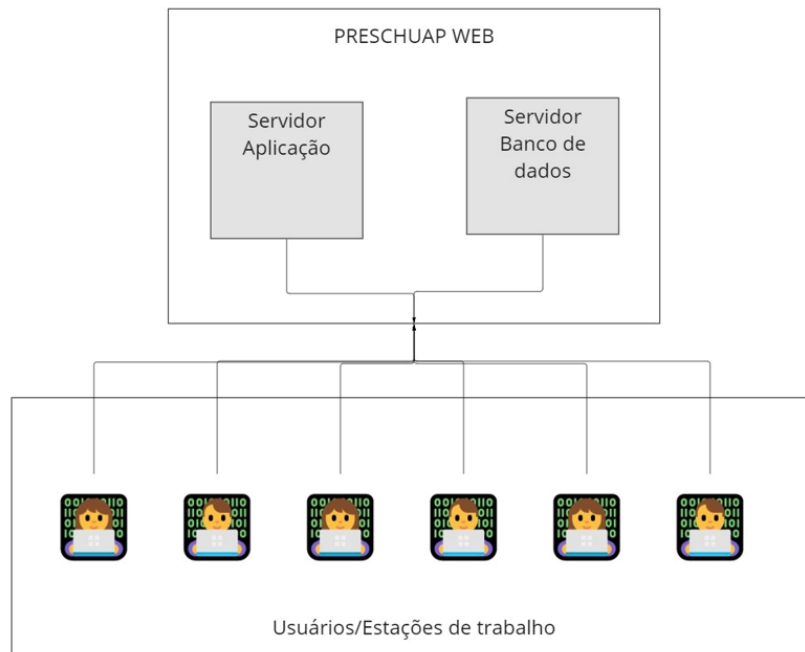 PRESCHUAP WEB
Servidor
Aplicação
Servidor
Banco de
dados
Usuários/Estações de trabalho